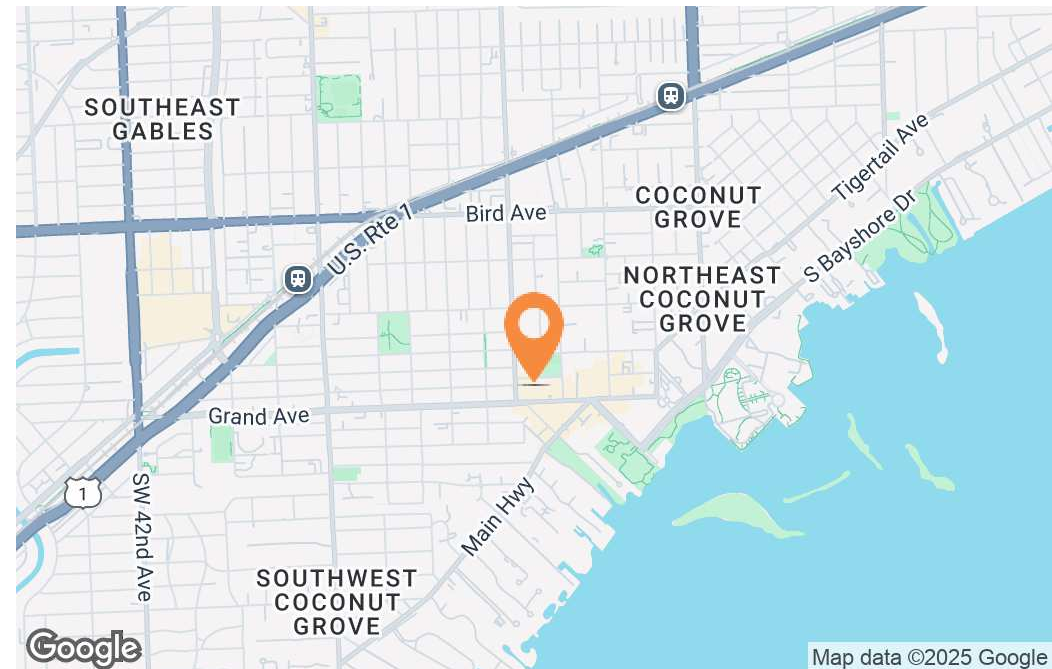 SOUTHEAST
GABLES
Tigertail Ave
COCONUT
GROVE
Bird Ave
U.S. Rte 1
S Bayshore Dr
NORTHEAST
COCONUT
GROVE
Grand Ave
1
SW 42nd Ave
Main Hwy
SOUTHWEST
COCONUT
GROVE
Google
Map data ©2025 Google